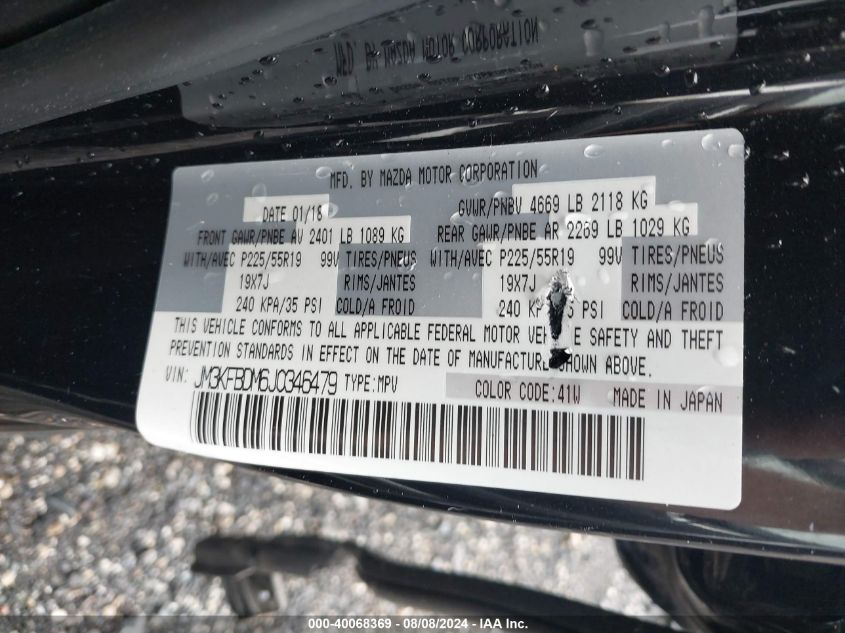 MFD. BY MAZDA MOTOR CORPORATION
MFD. BY MAZDA MOTOR CORPORATION
DATE 01/18 GVWR/PNBV 4669 LB 2118 KG
FRONT GAWR/PNBE AV 2401 LB 1089 KG REAR GAWR/PNBE AR 2269 LB 1029 KG
WITH/AVEC P225/55R19 99V TIRES/PNEUS WITH/AVEC P225/55R19 99V TIRES/PNEUS
19X7J RIMS/JANTES 19X7J RIMS/JANTES
240 KPA/35 PSI COLD/A FROID 240 PSI COLD/A FROID
THIS VEHICLE CONFORMS TO ALL APPLICABLE FEDERAL MOTOR SAFETY AND THEFT
PREVENTION STANDARDS IN EFFECT ON THE DATE OF MANUFACTURE SHOWN ABOVE.
VIN: JM3KFBDM6J0346479 TYPE:MPV COLOR CODE:41W MADE IN JAPAN
000-40068369 - 08/08/2024 - IAA Inc.